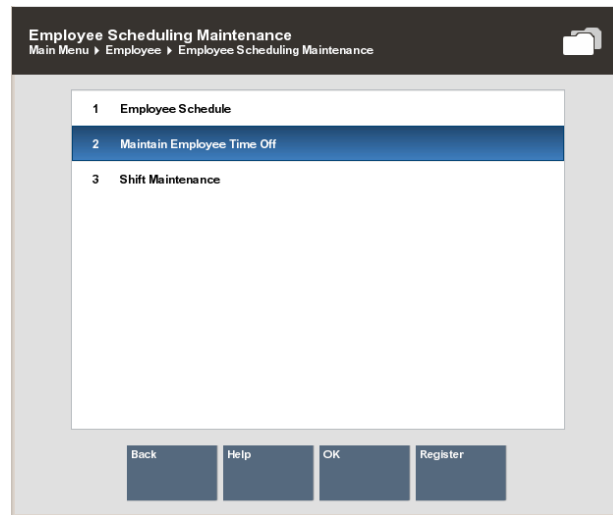 Employee Scheduling Maintenance
Main Menu ▸ Employee ▸ Employee Scheduling Maintenance
1 Employee Schedule
2 Maintain Employee Time Off
3 Shift Maintenance
Back Help OK Register